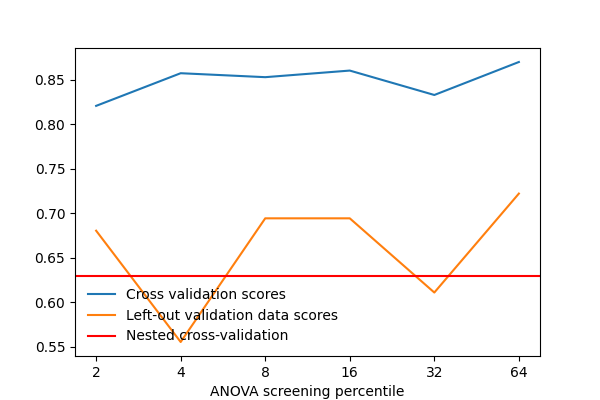 0.85
0.80
0.75
0.70
0.65
0.60
0.55
Cross validation scores
Left-out validation data scores
Nested cross-validation
2 4 8 16 32 64
ANOVA screening percentile